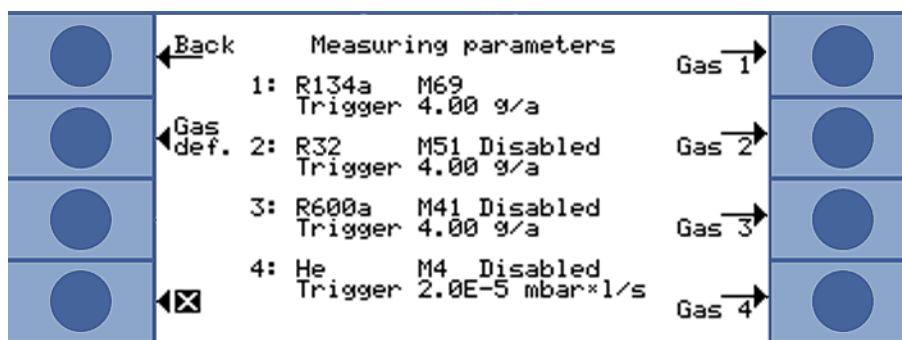 Back Measuring parameters
Gas 1
1: R134a M69
Trigger 4.00 g/a
Gas
def. 2: R32 M51 Disabled Gas 2
Trigger 4.00 g/a
3: R600a M41 Disabled
Trigger 4.00 g/a Gas 3
4: He M4 Disabled
Trigger 2.0E-5 mbar×l/s
Gas 4